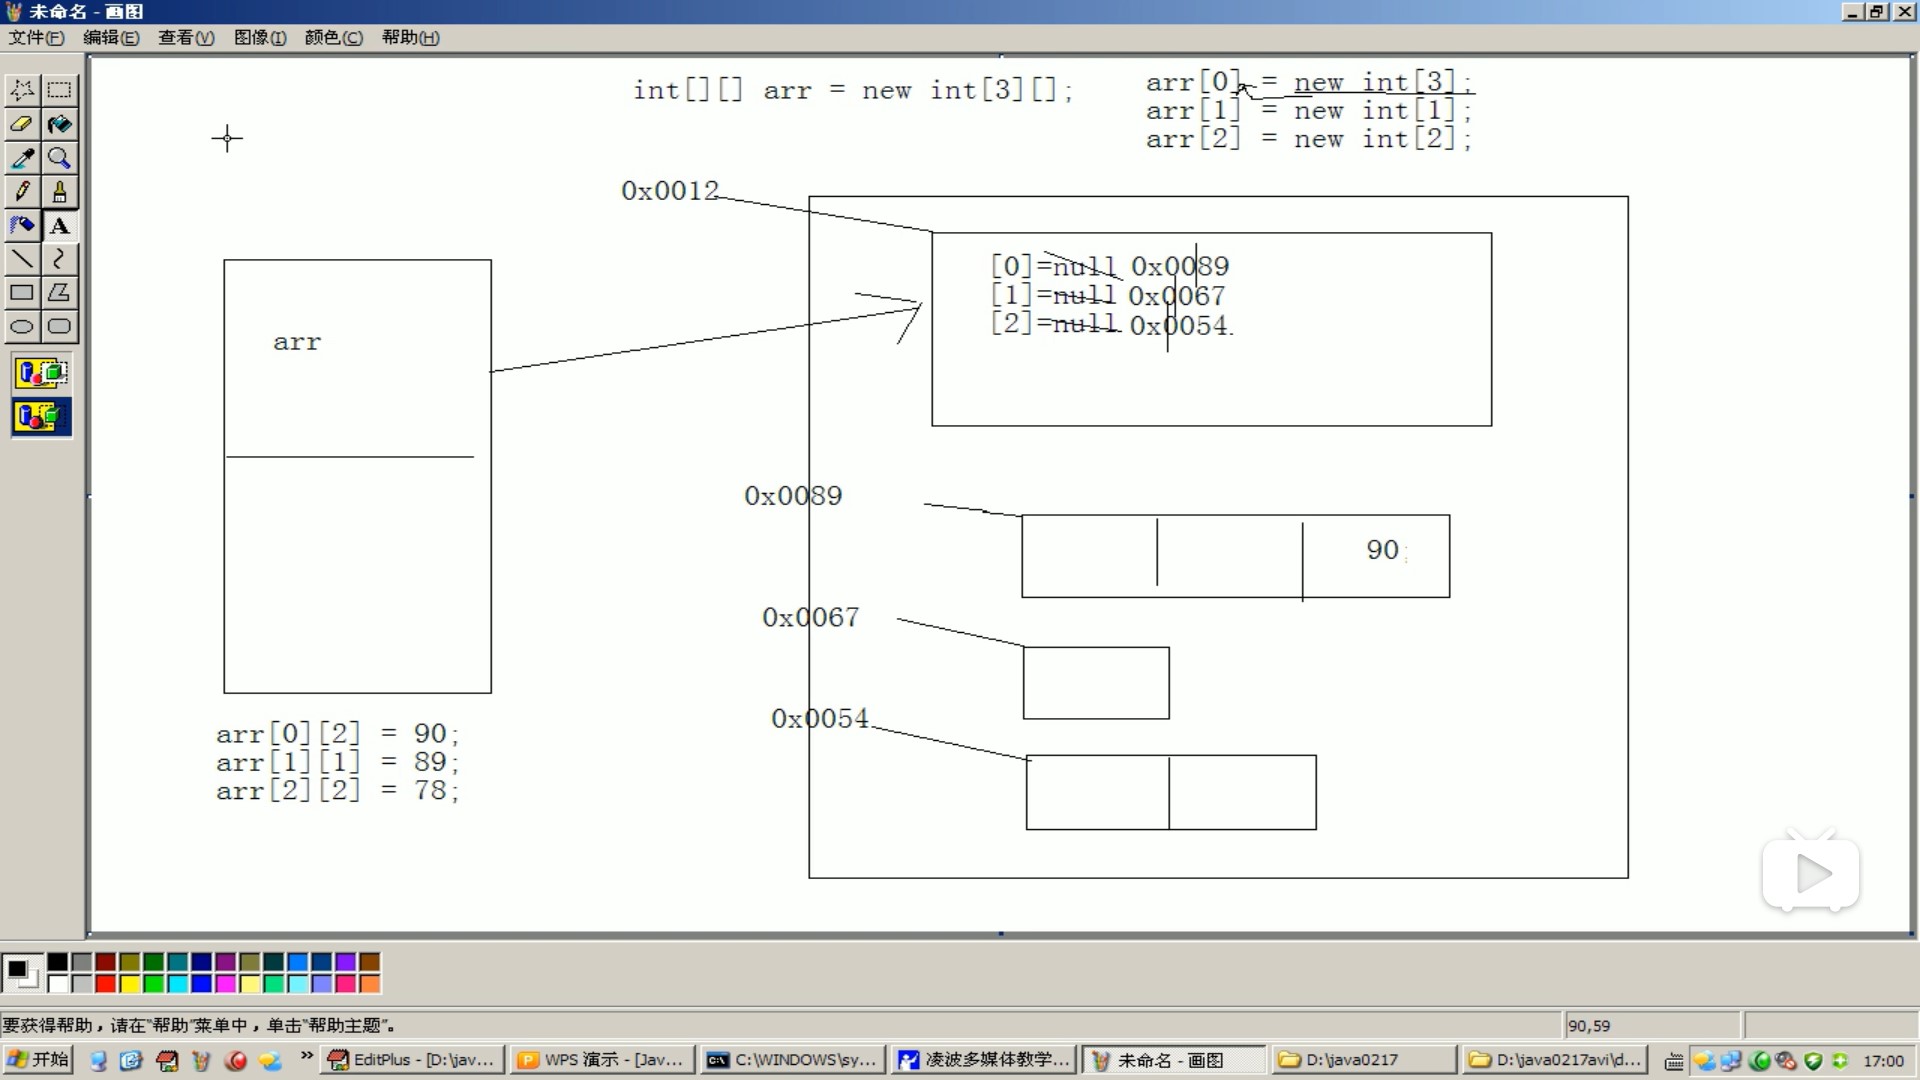 未命名 - 画图
文件(F) 编辑(E) 查看(V) 图像(I) 颜色(C) 帮助(H)
int[][] arr = new int[3][];
arr[0] = new int[3];
arr[1] = new int[1];
arr[2] = new int[2];
0x0012
[0]=null 0x0089
[1]=null 0x0067
[2]=null 0x0054.
arr
0x0089
90;
0x0067
0x0054
arr[0][2] = 90;
arr[1][1] = 89;
arr[2][2] = 78;
A
要获得帮助，请在“帮助”菜单中，单击“帮助主题”。
90,59
开始
EditPlus - [D:\jav...
WPS 演示 - [Jav...
C:\WINDOWS\sy...
凌波多媒体教学...
未命名 - 画图
D:\java0217
D:\java0217avi\d...
17:00